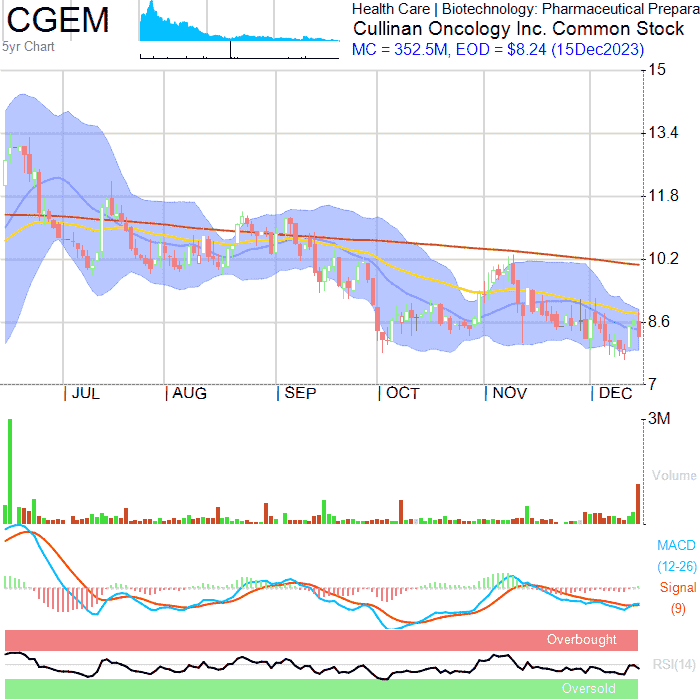 CGEM
5yr Chart
Health Care | Biotechnology: Pharmaceutical Prepara
Cullinan Oncology Inc. Common Stock
MC = 352.5M, EOD = $8.24 (15Dec2023)
15
13.4
11.8
10.2
8.6
7
JUL
AUG
SEP
OCT
NOV
DEC
3M
Volume
MACD
(12-26)
Signal
(9)
Overbought
RSI(14)
Oversold